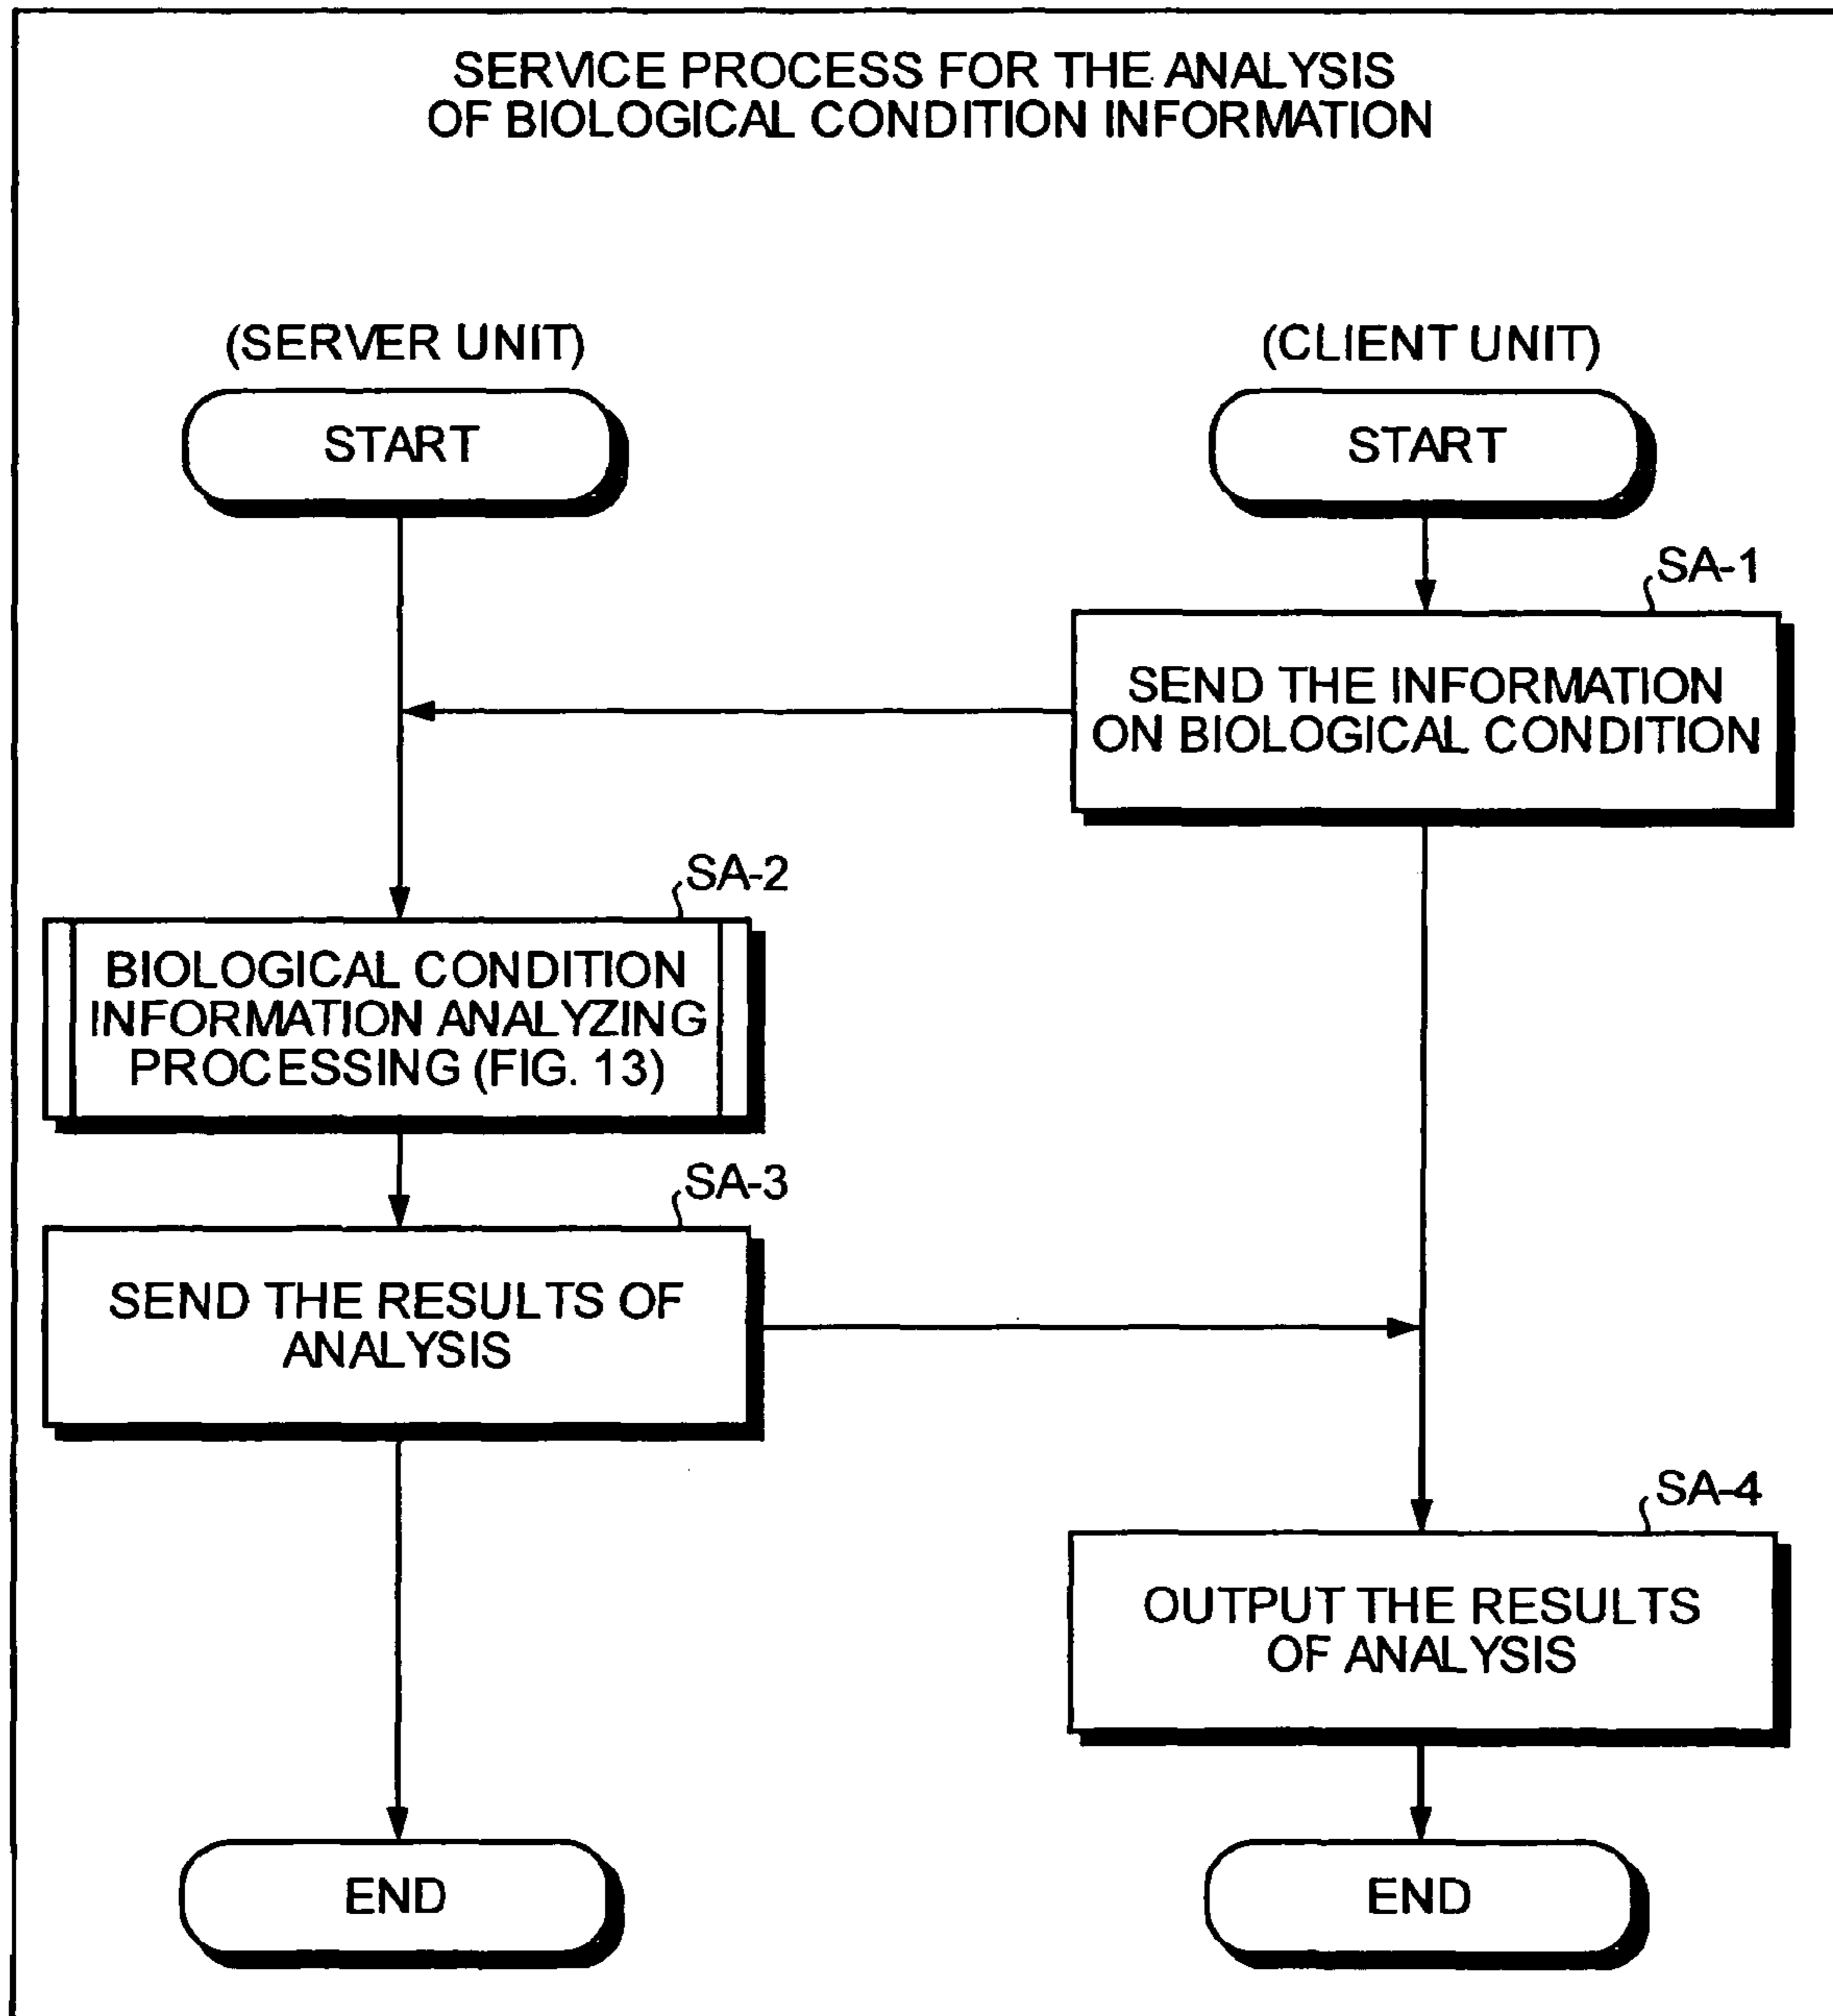 SERVICE PROCESS FOR THE ANALYSIS
OF BIOLOGICAL CONDITION INFORMATION
(SERVER UNIT)
(CLIENT UNIT)
START
START
SA-1
SEND THE INFORMATION
ON BIOLOGICAL CONDITION
SA-2
BIOLOGICAL CONDITION
INFORMATION ANALYZING
PROCESSING (FIG. 13)
SA-3
SEND THE RESULTS OF
ANALYSIS
SA-4
OUTPUT THE RESULTS
OF ANALYSIS
END
END